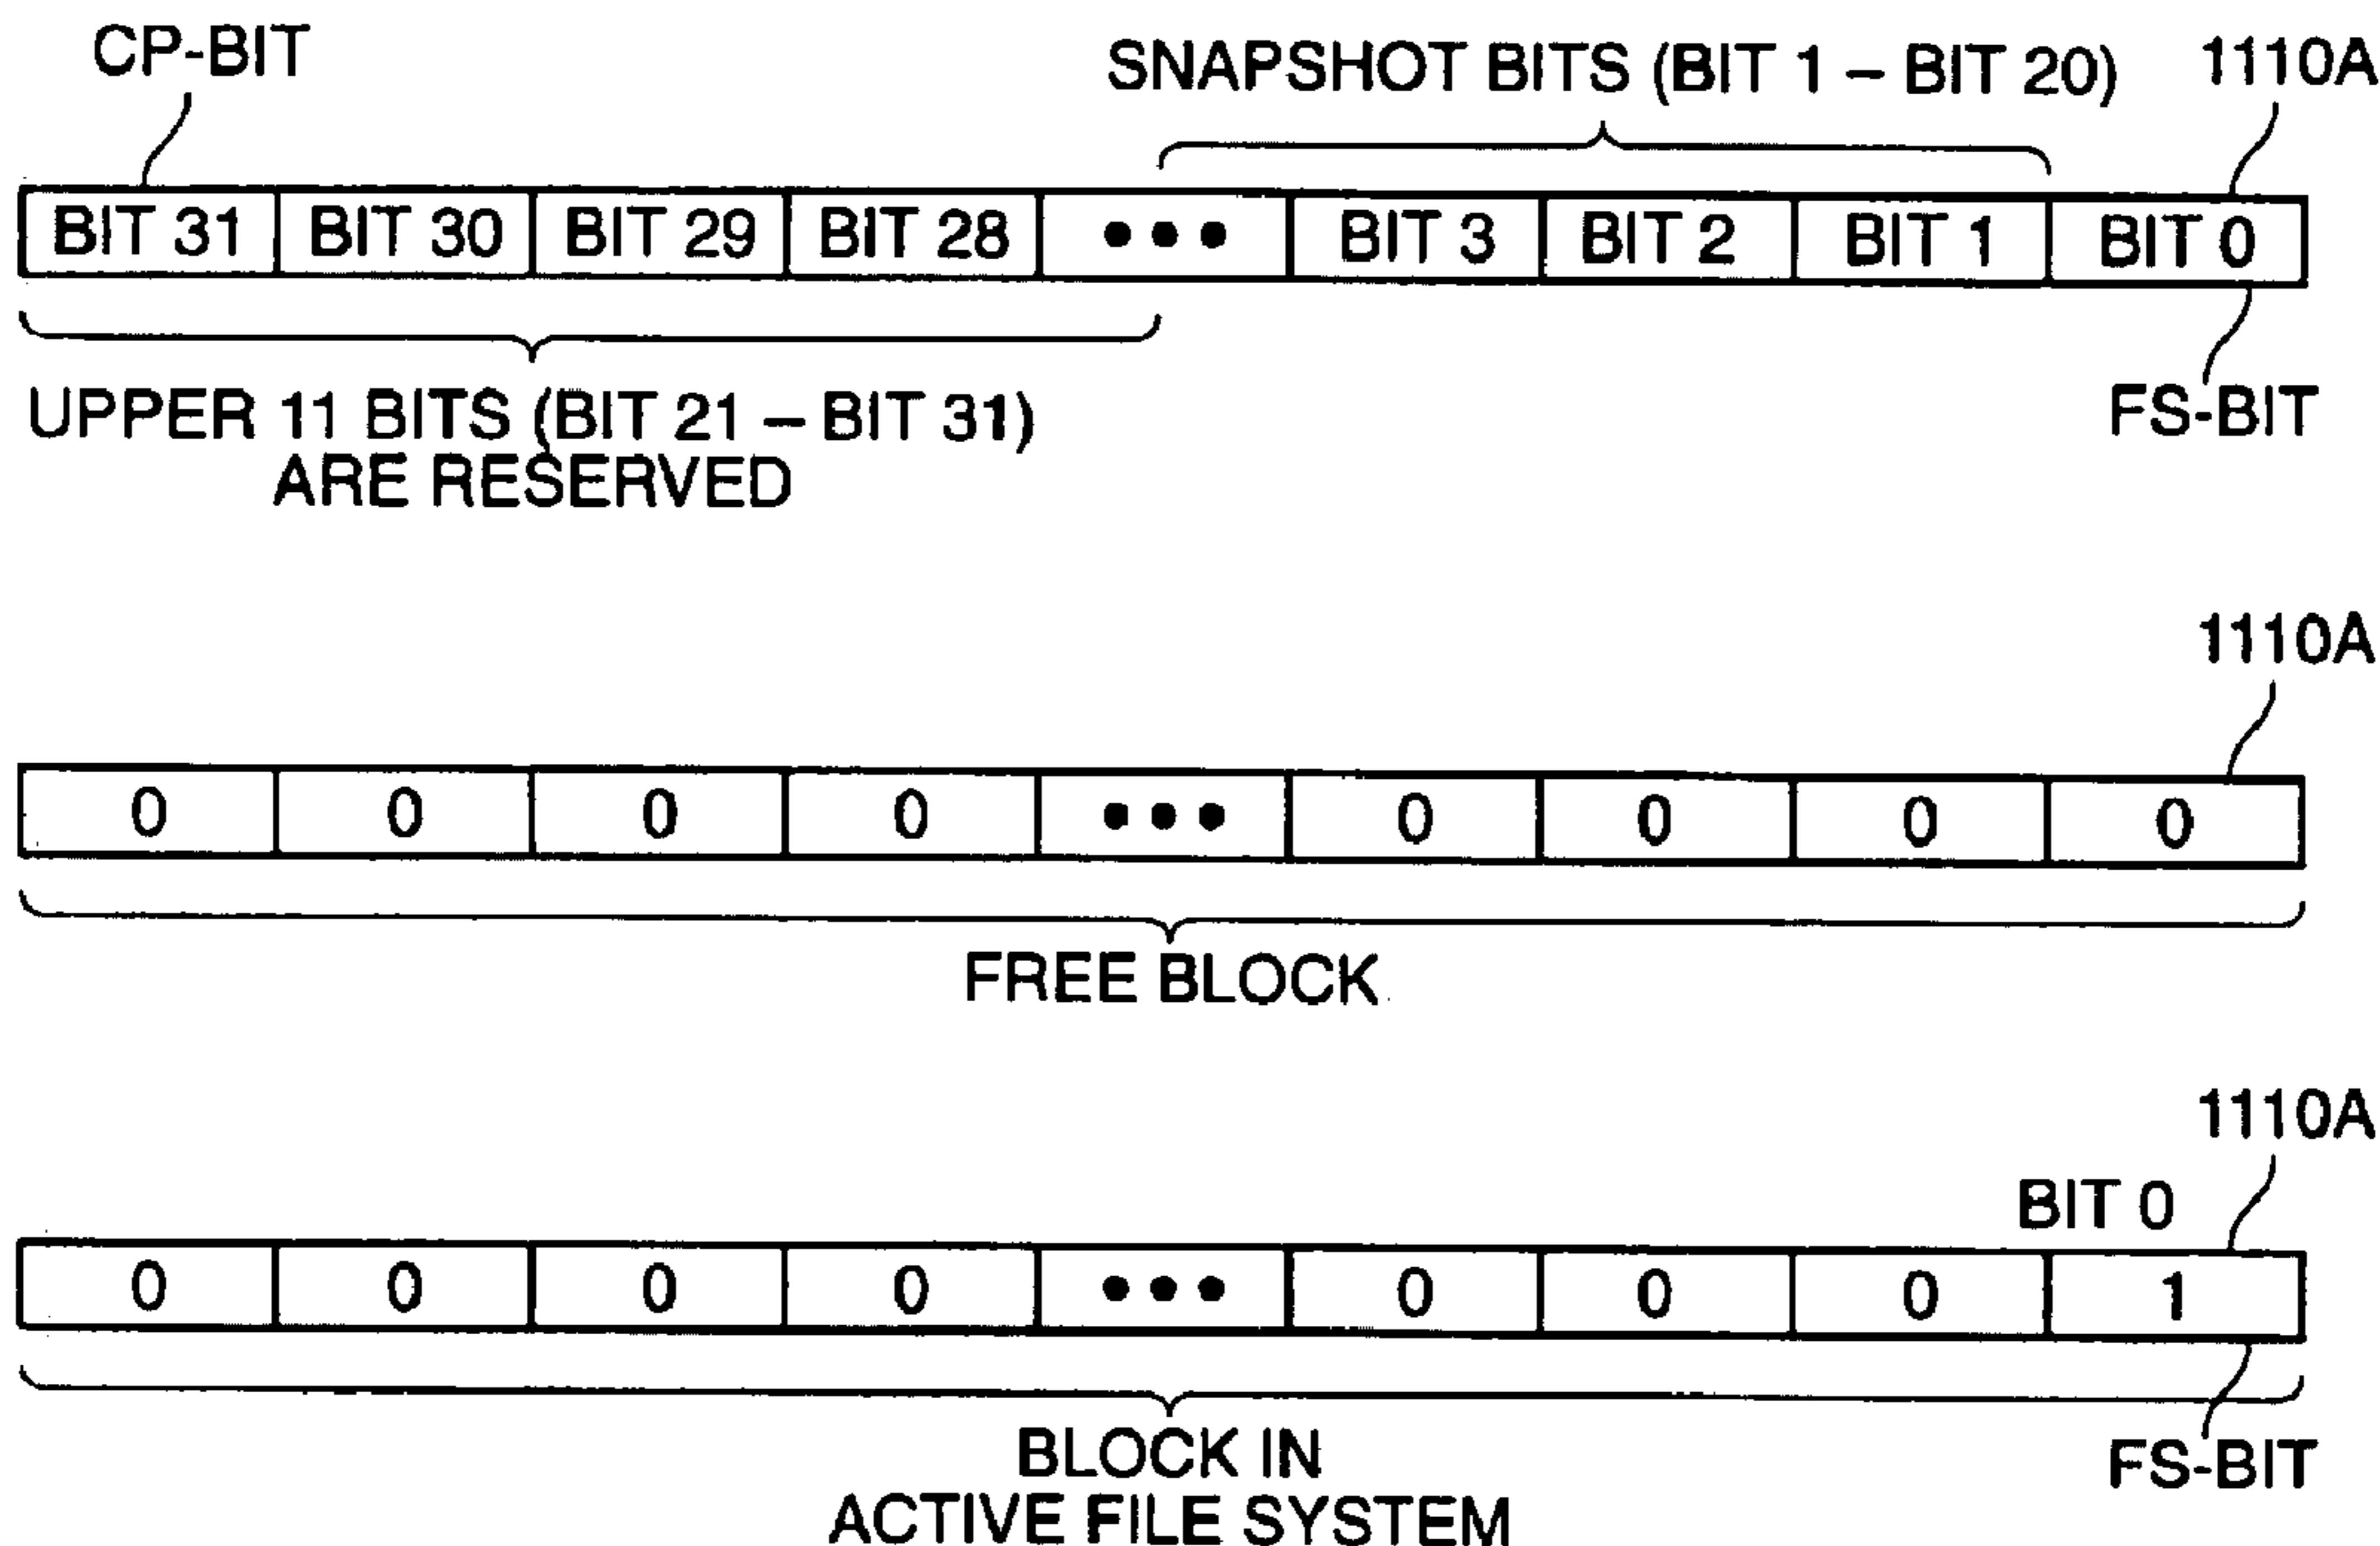 CP-BIT
SNAPSHOT BITS (BIT 1 – BIT 20)
1110A
BIT 31 BIT 30 BIT 29 BIT 28 ••• BIT 3 BIT 2 BIT 1 BIT 0
UPPER 11 BITS (BIT 21 – BIT 31)
ARE RESERVED
FS-BIT
1110A
0 0 0 0 ••• 0 0 0 0
FREE BLOCK
1110A
BIT 0
0 0 0 0 ••• 0 0 0 1
BLOCK IN
ACTIVE FILE SYSTEM
FS-BIT